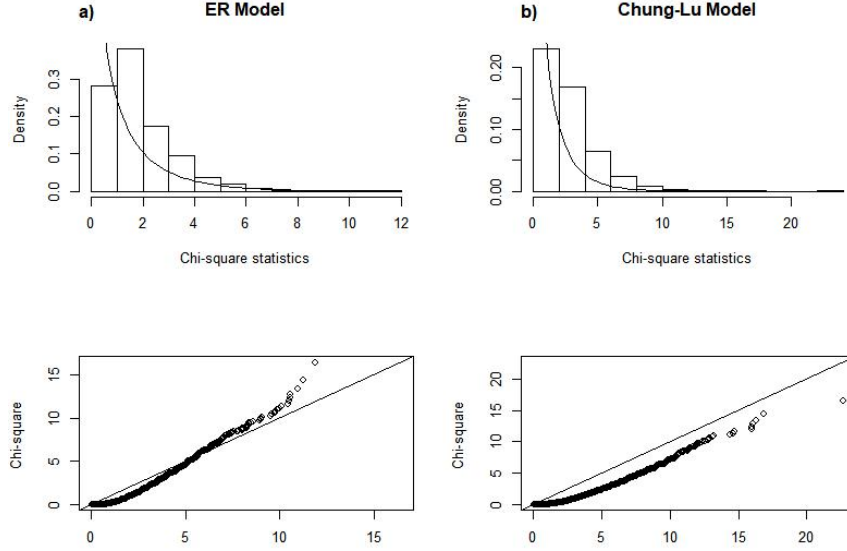 a) ER Model
b) Chung-Lu Model
Density
0.0 0.1 0.2 0.3
0 2 4 6 8 10 12
Chi-square statistics
Density
0.00 0.10 0.20
0 5 10 15 20
Chi-square statistics
Chi-square
0 5 10 15
0 5 10 15
Chi-square
0 5 10 15 20
0 5 10 15 20